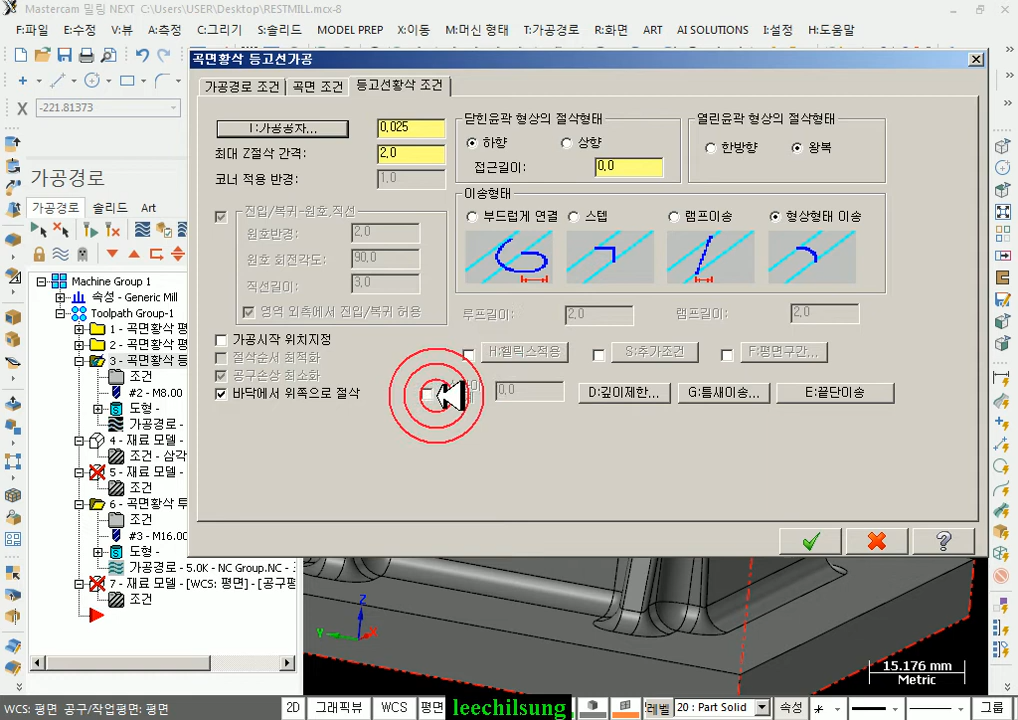 Mastercam 밀링 NEXT C:\Users\USER\Desktop\RESTMILL.mcx-8
F:파일 E:수정 V:뷰 A:측정 C:그리기 S:솔리드 MODEL PREP X:이동 M:머신 형태 T:가공경로 R:화면 ART AI SOLUTIONS I:설정 H:도움말
X -221.81373
가공경로
가공경로 솔리드 Art
Machine Group-1
속성 - Generic Mill
Toolpath Group-1
1 - 곡면황삭 평
2 - 곡면황삭 평
3 - 곡면황삭 등
조건
#2 - M8.00
도형 -
가공경로 -
4 - 재료 모델 -
조건 - 삼각
5 - 재료 모델 -
조건
6 - 곡면황삭 투
조건
#3 - M16.00
도형 -
가공경로 - 5.0K - NC Group.NC -
7 - 재료 모델 - [WCS: 평면] - [공구평
조건
곡면황삭 등고선가공
가공경로 조건 곡면 조건 등고선황삭 조건
T:가공공차... 0.025
최대 Z절삭 간격: 2.0
코너 적용 반경: 1.0
진입/복귀-원호,직선
원호반경: 2.0
원호 회전각도: 90.0
직선길이: 3.0
영역 외측에서 진입/복귀 허용
가공시작 위치지정
절삭순서 최적화
공구손상 최소화
바닥에서 위쪽으로 절삭
닫힌윤곽 형상의 절삭형태
하향 상향
접근길이: 0.0
열린윤곽 형상의 절삭형태
한방향 왕복
이송형태
부드럽게 연결 스텝 램프이송 형상형태 이송
루프길이: 2.0 램프길이: 2.0
H:헬릭스적용 S:추가조건 F:평면구간...
0.0 D:깊이제한... G:틈새이송... E:끝단이송
Z
Y
X
15.176 mm
Metric
WCS: 평면 공구/작업평면: 평면 2D 그래픽뷰 WCS 평면 leechilsung 레벨 20 : Part Solid 속성 그룹